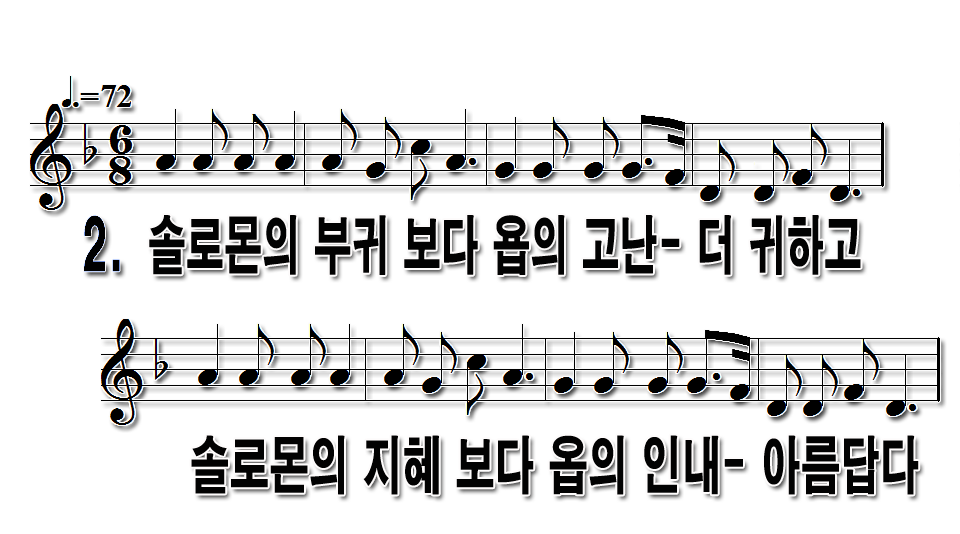 ♩.=72
6
8
2. 솔로몬의 부귀 보다 욥의 고난- 더 귀하고
솔로몬의 지혜 보다 옵의 인내- 아름답다